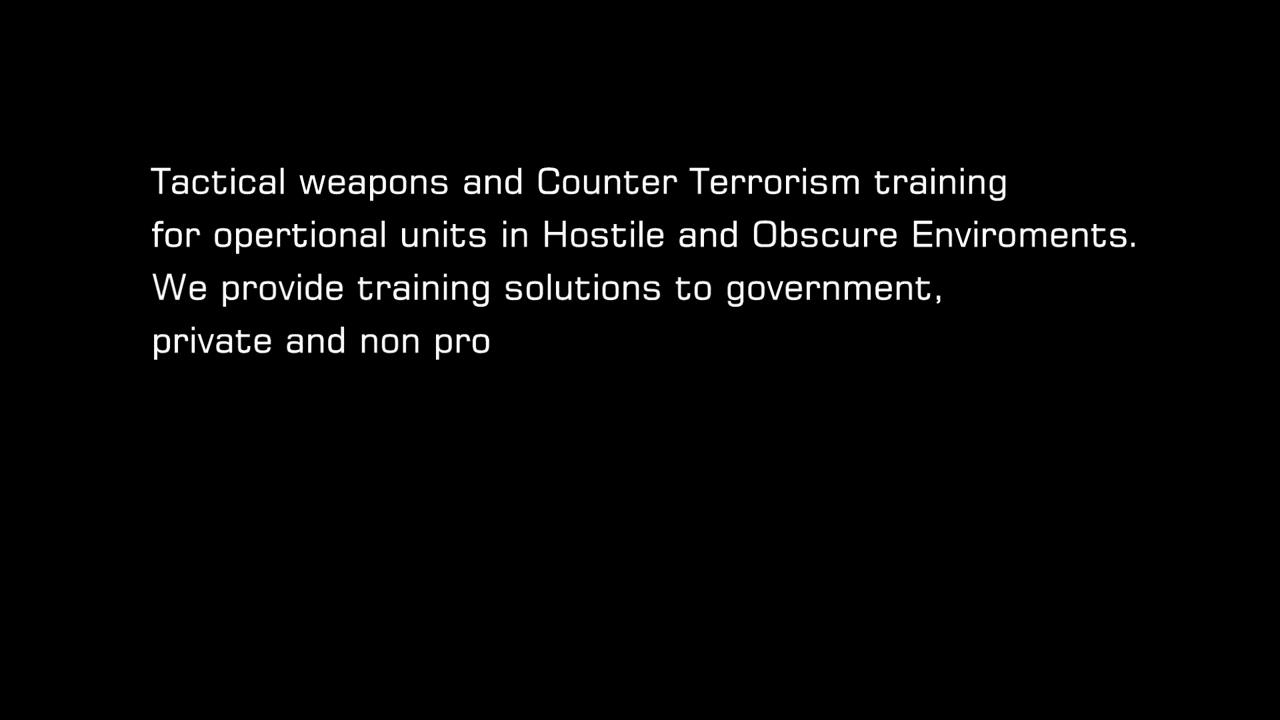 Tactical weapons and Counter Terrorism training
for opertional units in Hostile and Obscure Enviroments.
We provide training solutions to government,
private and non pro